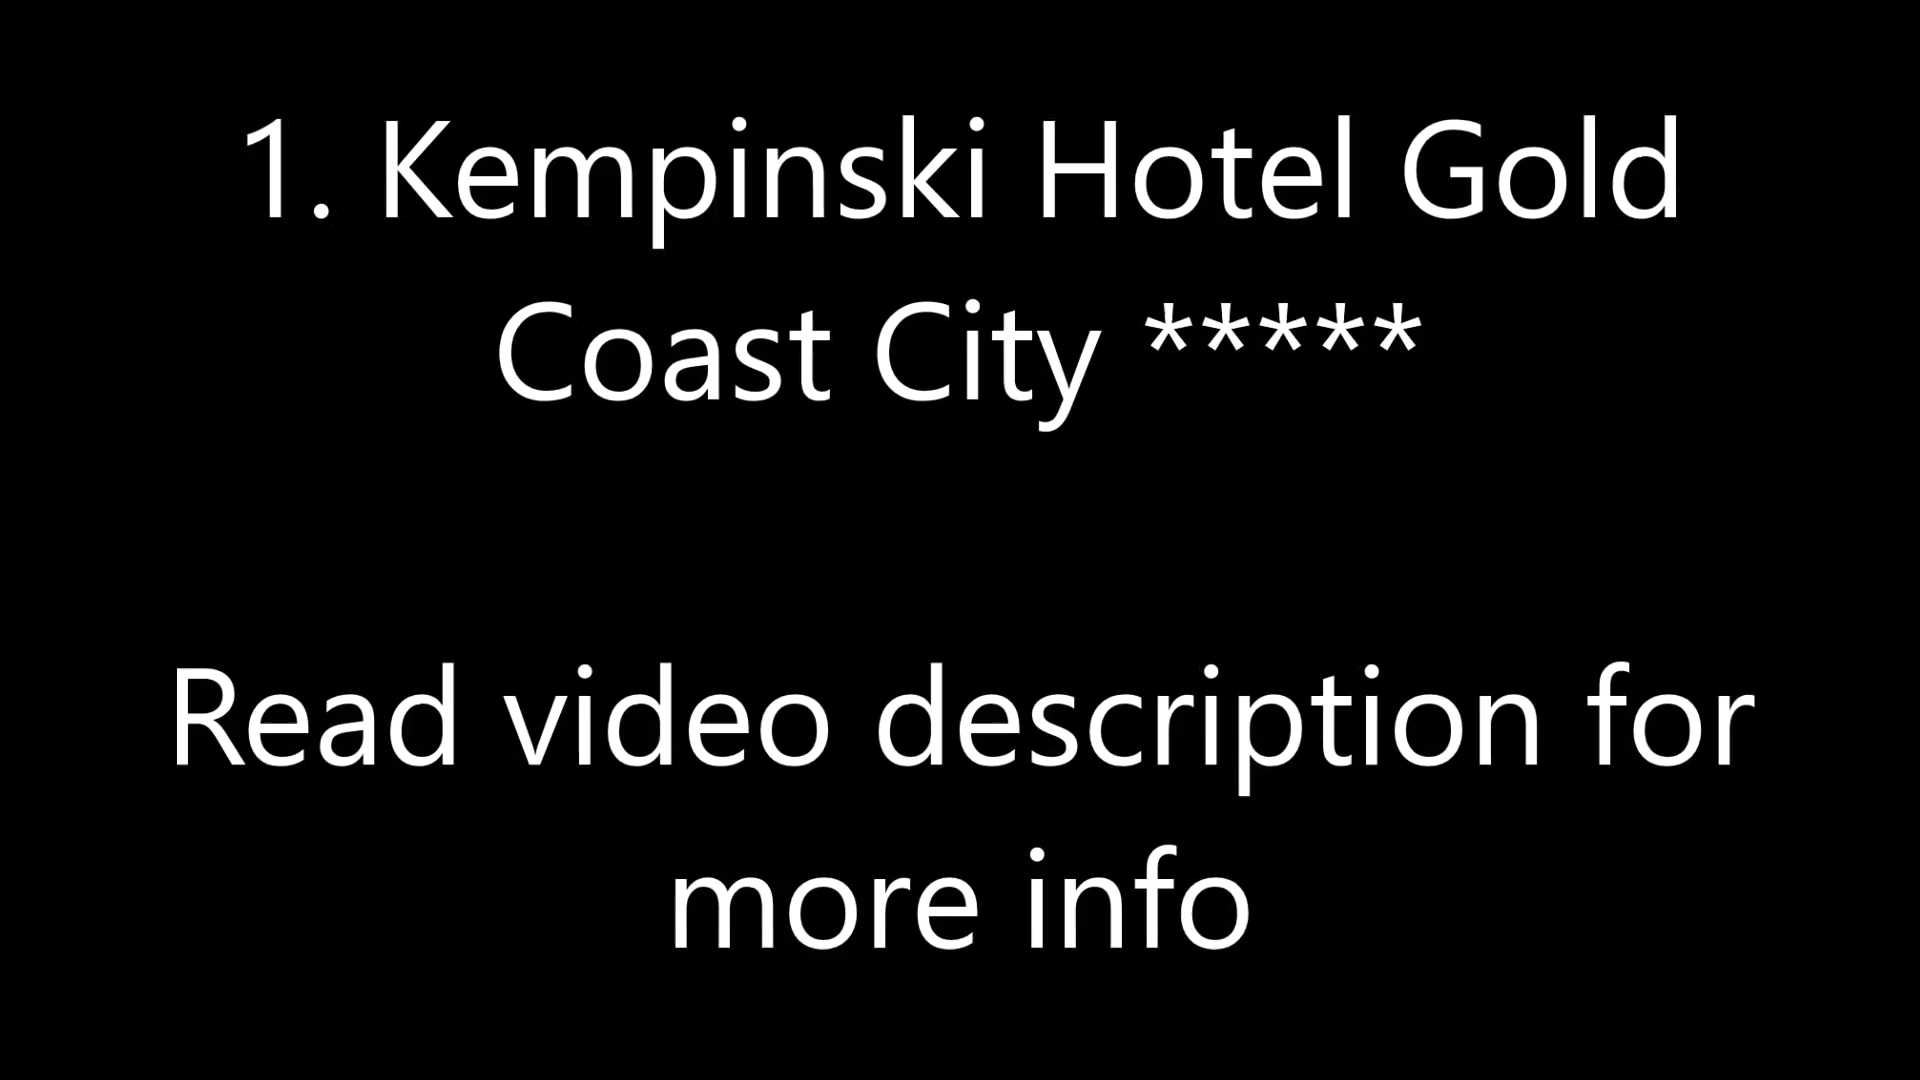 1. Kempinski Hotel Gold
Coast City *****
Read video description for
more info